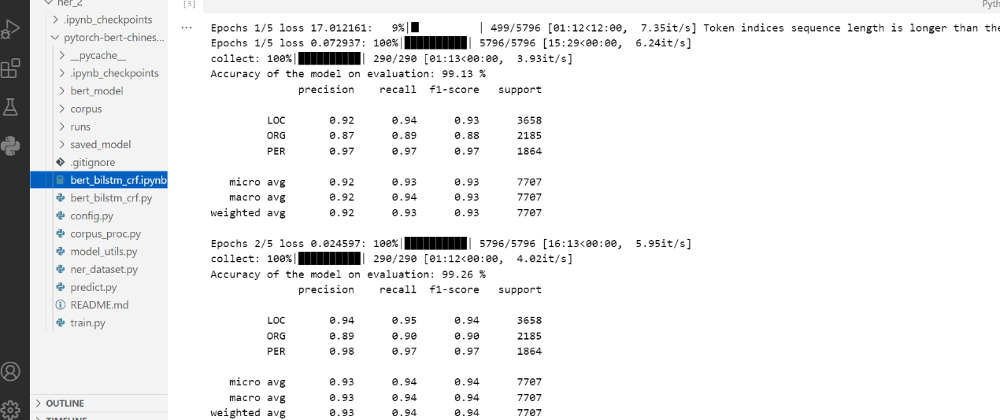 ner_2
.ipynb_checkpoints
pytorch-bert-chines...
__pycache__
.ipynb_checkpoints
bert_model
corpus
runs
saved_model
.gitignore
bert_bilstm_crf.ipynb
bert_bilstm_crf.py
config.py
corpus_proc.py
model_utils.py
ner_dataset.py
predict.py
README.md
train.py
OUTLINE
TIMELINE
[3]
Pyth
... Epochs 1/5 loss 17.012161:   9%|█         | 499/5796 [01:12<12:00,  7.35it/s] Token indices sequence length is longer than the
Epochs 1/5 loss 0.072937: 100%|██████████| 5796/5796 [15:29<00:00,  6.24it/s]
collect: 100%|██████████| 290/290 [01:13<00:00,  3.93it/s]
Accuracy of the model on evaluation: 99.13 %
precision recall f1-score support
LOC 0.92 0.94 0.93 3658
ORG 0.87 0.89 0.88 2185
PER 0.97 0.97 0.97 1864
micro avg 0.92 0.93 0.93 7707
macro avg 0.92 0.94 0.93 7707
weighted avg 0.92 0.93 0.93 7707
Epochs 2/5 loss 0.024597: 100%|██████████| 5796/5796 [16:13<00:00,  5.95it/s]
collect: 100%|██████████| 290/290 [01:12<00:00,  4.02it/s]
Accuracy of the model on evaluation: 99.26 %
precision recall f1-score support
LOC 0.94 0.95 0.94 3658
ORG 0.89 0.90 0.90 2185
PER 0.98 0.97 0.97 1864
micro avg 0.93 0.94 0.94 7707
macro avg 0.93 0.94 0.94 7707
weighted avg 0.93 0.94 0.94 7707